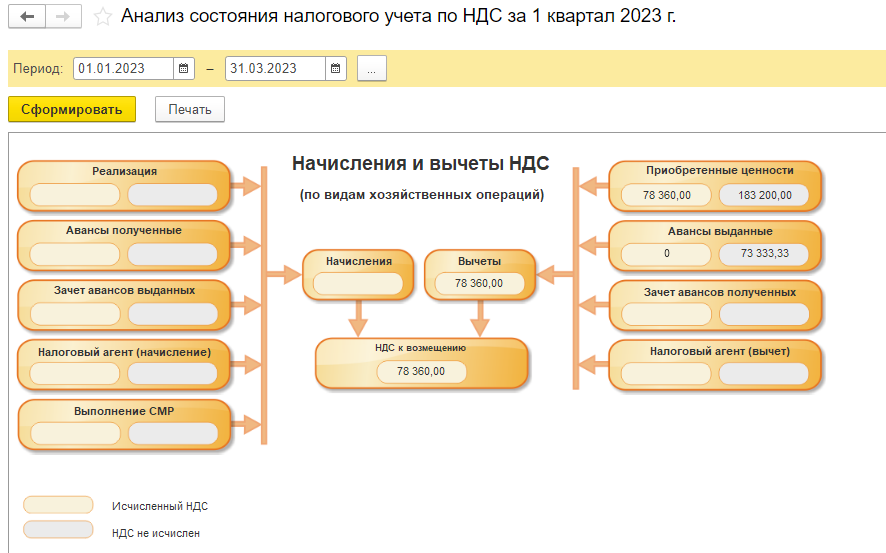 Анализ состояния налогового учета по НДС за 1 квартал 2023 г.
Период: 01.01.2023 – 31.03.2023 ...
Сформировать Печать
Начисления и вычеты НДС
(по видам хозяйственных операций)
Реализация
Авансы полученные
Зачет авансов выданных
Налоговый агент (начисление)
Выполнение СМР
Начисления
Вычеты
78 360,00
НДС к возмещению
78 360,00
Приобретенные ценности
78 360,00 183 200,00
Авансы выданные
0 73 333,33
Зачет авансов полученных
Налоговый агент (вычет)
Исчисленный НДС
НДС не исчислен